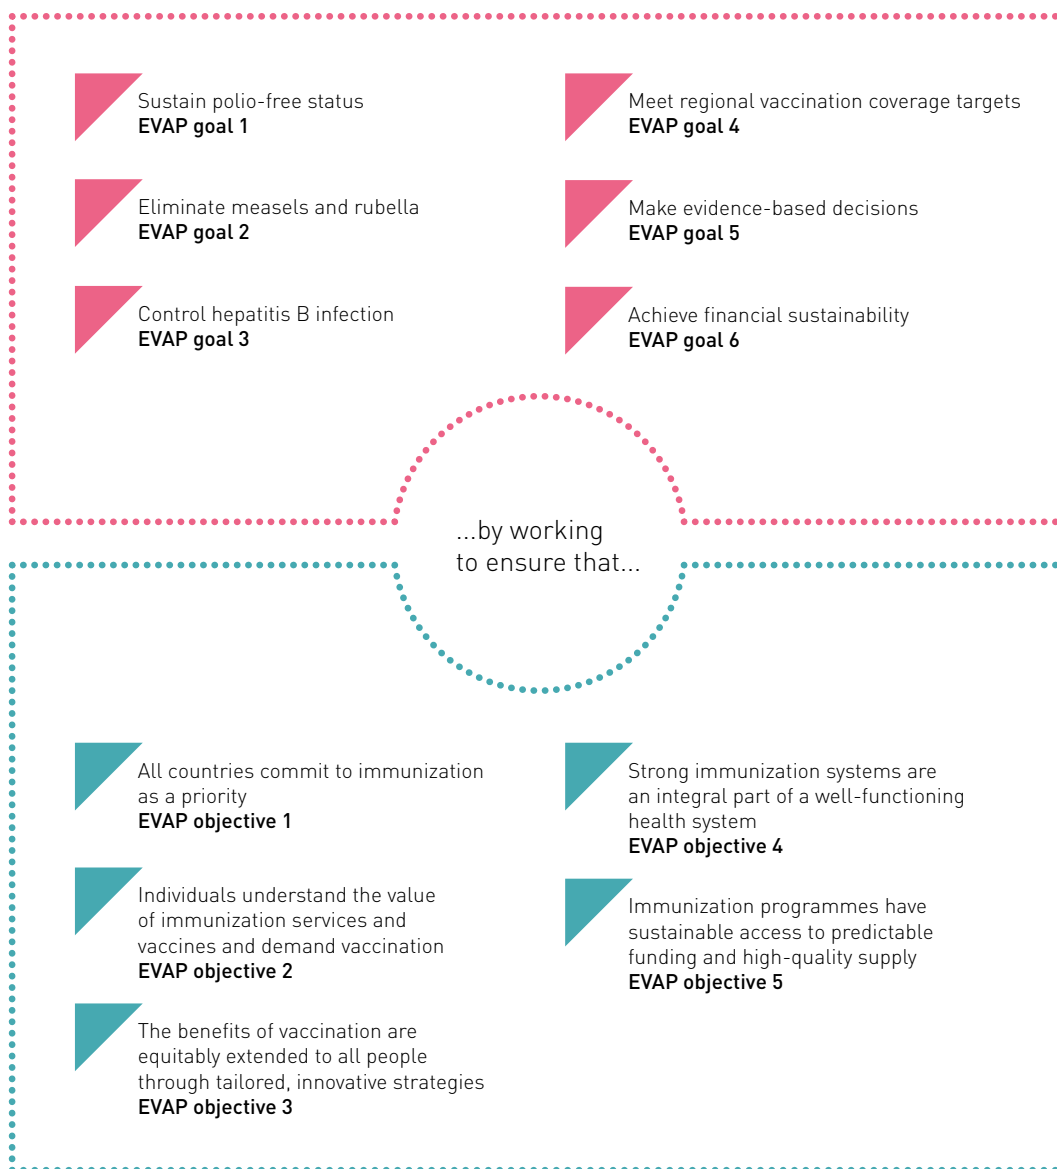 Sustain polio-free status
EVAP goal 1
Eliminate measels and rubella
EVAP goal 2
Control hepatitis B infection
EVAP goal 3
Meet regional vaccination coverage targets
EVAP goal 4
Make evidence-based decisions
EVAP goal 5
Achieve financial sustainability
EVAP goal 6
...by working
to ensure that...
All countries commit to immunization
as a priority
EVAP objective 1
Individuals understand the value
of immunization services and
vaccines and demand vaccination
EVAP objective 2
The benefits of vaccination are
equitably extended to all people
through tailored, innovative strategies
EVAP objective 3
Strong immunization systems are
an integral part of a well-functioning
health system
EVAP objective 4
Immunization programmes have
sustainable access to predictable
funding and high-quality supply
EVAP objective 5